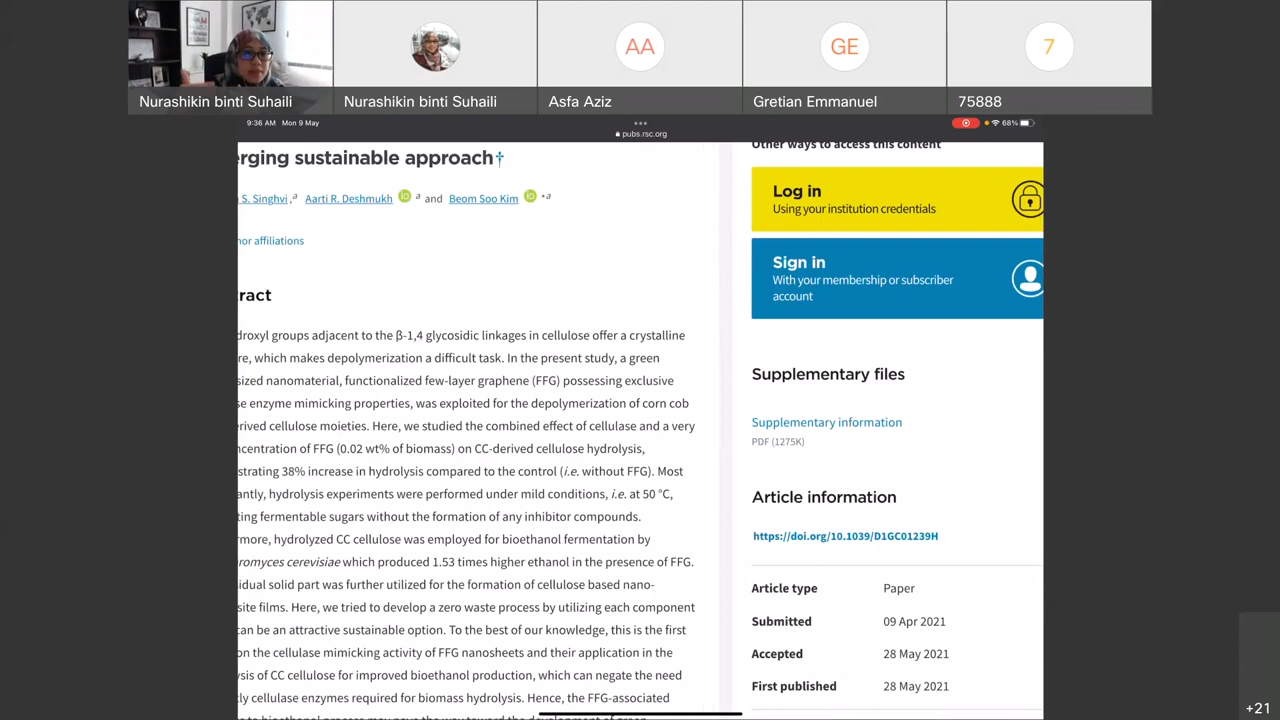 Nurashikin binti Suhaili
Nurashikin binti Suhaili
AA
Asfa Aziz
GE
Gretian Emmanuel
7
75888
9:36 AM Mon 9 May
pubs.rsc.org
68%
erging sustainable approach†
S. Singhvi,a Aarti R. Deshmukh iD a and Beom Soo Kim iD *a
hor affiliations
ract
droxyl groups adjacent to the β-1,4 glycosidic linkages in cellulose offer a crystalline
re, which makes depolymerization a difficult task. In the present study, a green
sized nanomaterial, functionalized few-layer graphene (FFG) possessing exclusive
se enzyme mimicking properties, was exploited for the depolymerization of corn cob
erived cellulose moieties. Here, we studied the combined effect of cellulase and a very
ncentration of FFG (0.02 wt% of biomass) on CC-derived cellulose hydrolysis,
strating 38% increase in hydrolysis compared to the control (i.e. without FFG). Most
antly, hydrolysis experiments were performed under mild conditions, i.e. at 50 °C,
ting fermentable sugars without the formation of any inhibitor compounds.
rmore, hydrolyzed CC cellulose was employed for bioethanol fermentation by
romyces cerevisiae which produced 1.53 times higher ethanol in the presence of FFG.
sidual solid part was further utilized for the formation of cellulose based nano-
site films. Here, we tried to develop a zero waste process by utilizing each component
can be an attractive sustainable option. To the best of our knowledge, this is the first
on the cellulase mimicking activity of FFG nanosheets and their application in the
ysis of CC cellulose for improved bioethanol production, which can negate the need
tly cellulase enzymes required for biomass hydrolysis. Hence, the FFG-associated
Other ways to access this content
Log in
Using your institution credentials
Sign in
With your membership or subscriber
account
Supplementary files
Supplementary information
PDF (1275K)
Article information
https://doi.org/10.1039/D1GC01239H
Article type Paper
Submitted 09 Apr 2021
Accepted 28 May 2021
First published 28 May 2021
+21